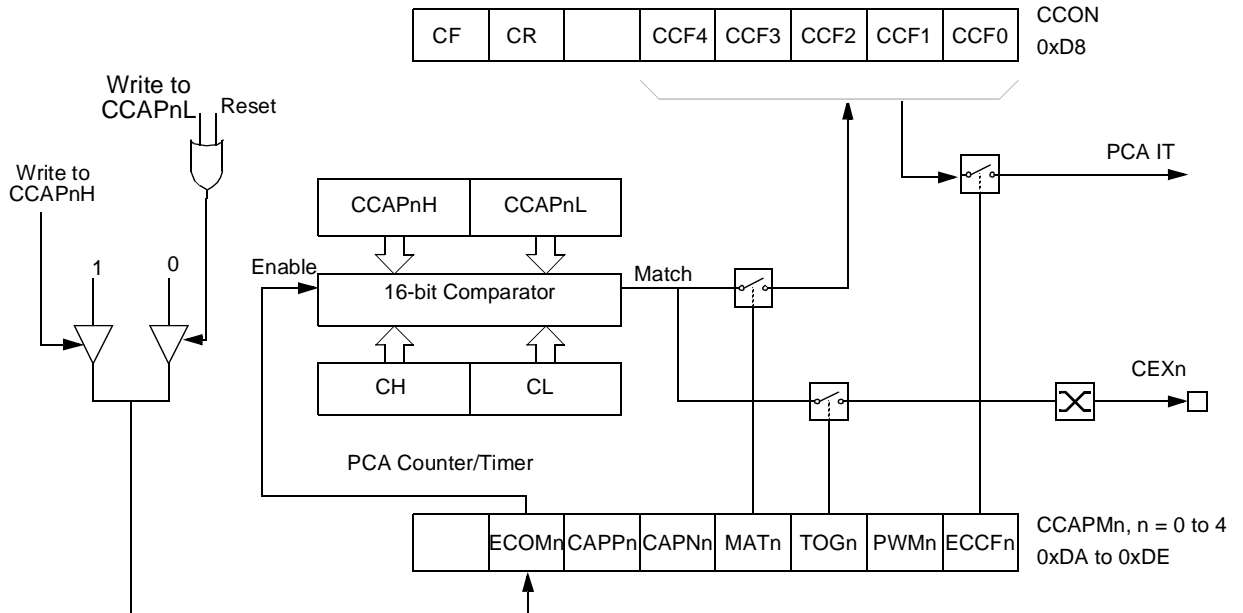 CF CR CCF4 CCF3 CCF2 CCF1 CCF0
CCON
0xD8
Write to
CCAPnL
Reset
PCA IT
Write to
CCAPnH
CCAPnH CCAPnL
1
0
Enable
16-bit Comparator
Match
CH CL
CEXn
PCA Counter/Timer
ECOMn CAPPn CAPNn MATn TOGn PWMn ECCFn
CCAPMn, n = 0 to 4
0xDA to 0xDE